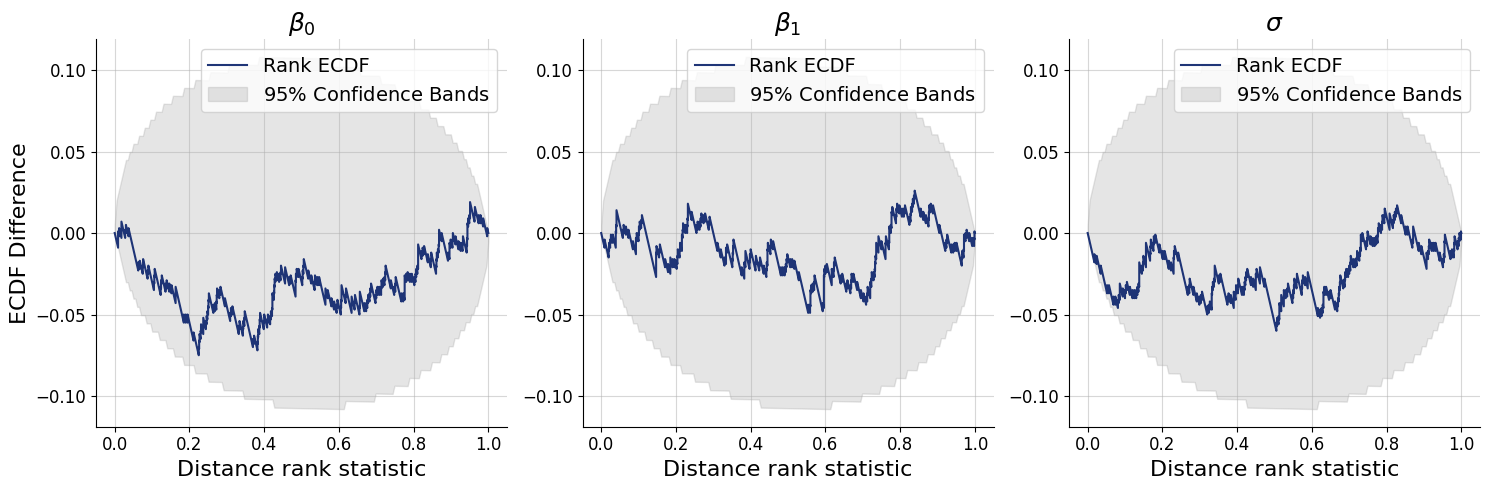 β₀
β₁
σ
ECDF Difference
0.10
0.05
0.00
−0.05
−0.10
Rank ECDF
95% Confidence Bands
0.0 0.2 0.4 0.6 0.8 1.0
Distance rank statistic
0.10
0.05
0.00
−0.05
−0.10
Rank ECDF
95% Confidence Bands
0.0 0.2 0.4 0.6 0.8 1.0
Distance rank statistic
0.10
0.05
0.00
−0.05
−0.10
Rank ECDF
95% Confidence Bands
0.0 0.2 0.4 0.6 0.8 1.0
Distance rank statistic